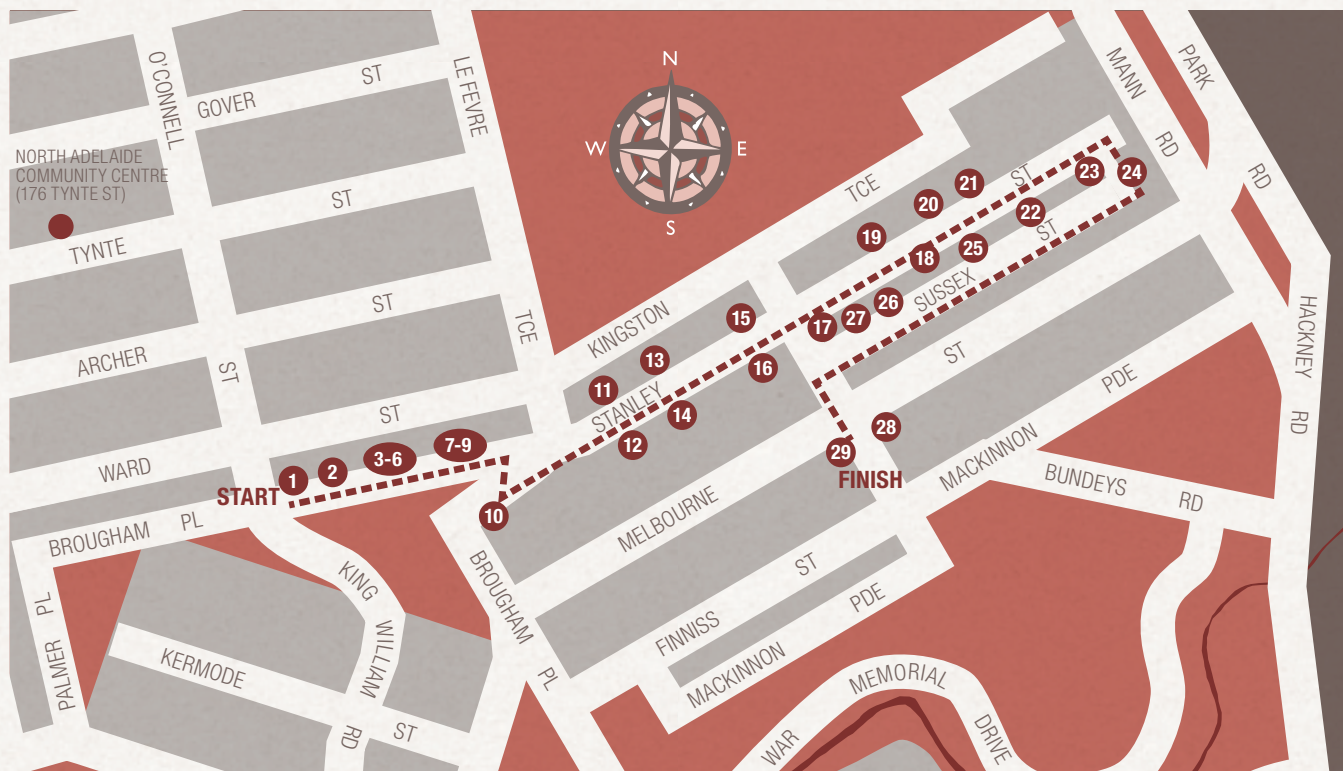 O'CONNELL
ST
GOVER
ST
LE FEVRE
TCE
N
W
E
S
MANN
RD
PARK
RD
HACKNEY
RD
NORTH ADELAIDE
COMMUNITY CENTRE
(176 TYNTE ST)
TYNTE
ST
ARCHER
ST
WARD
ST
KINGSTON
TCE
STANLEY
ST
SUSSEX
ST
MELBOURNE
ST
FINNISS
ST
MACKINNON
PDE
MACKINNON
PDE
BUNDEYS
RD
BROUGHAM
PL
BROUGHAM
PL
PALMER
PL
KING
WILLIAM
RD
KERMODE
ST
WAR
MEMORIAL
DRIVE
START
1
2
3-6
7-9
10
11
12
13
14
15
16
17
18
19
20
21
22
23
24
25
26
27
28
29
FINISH